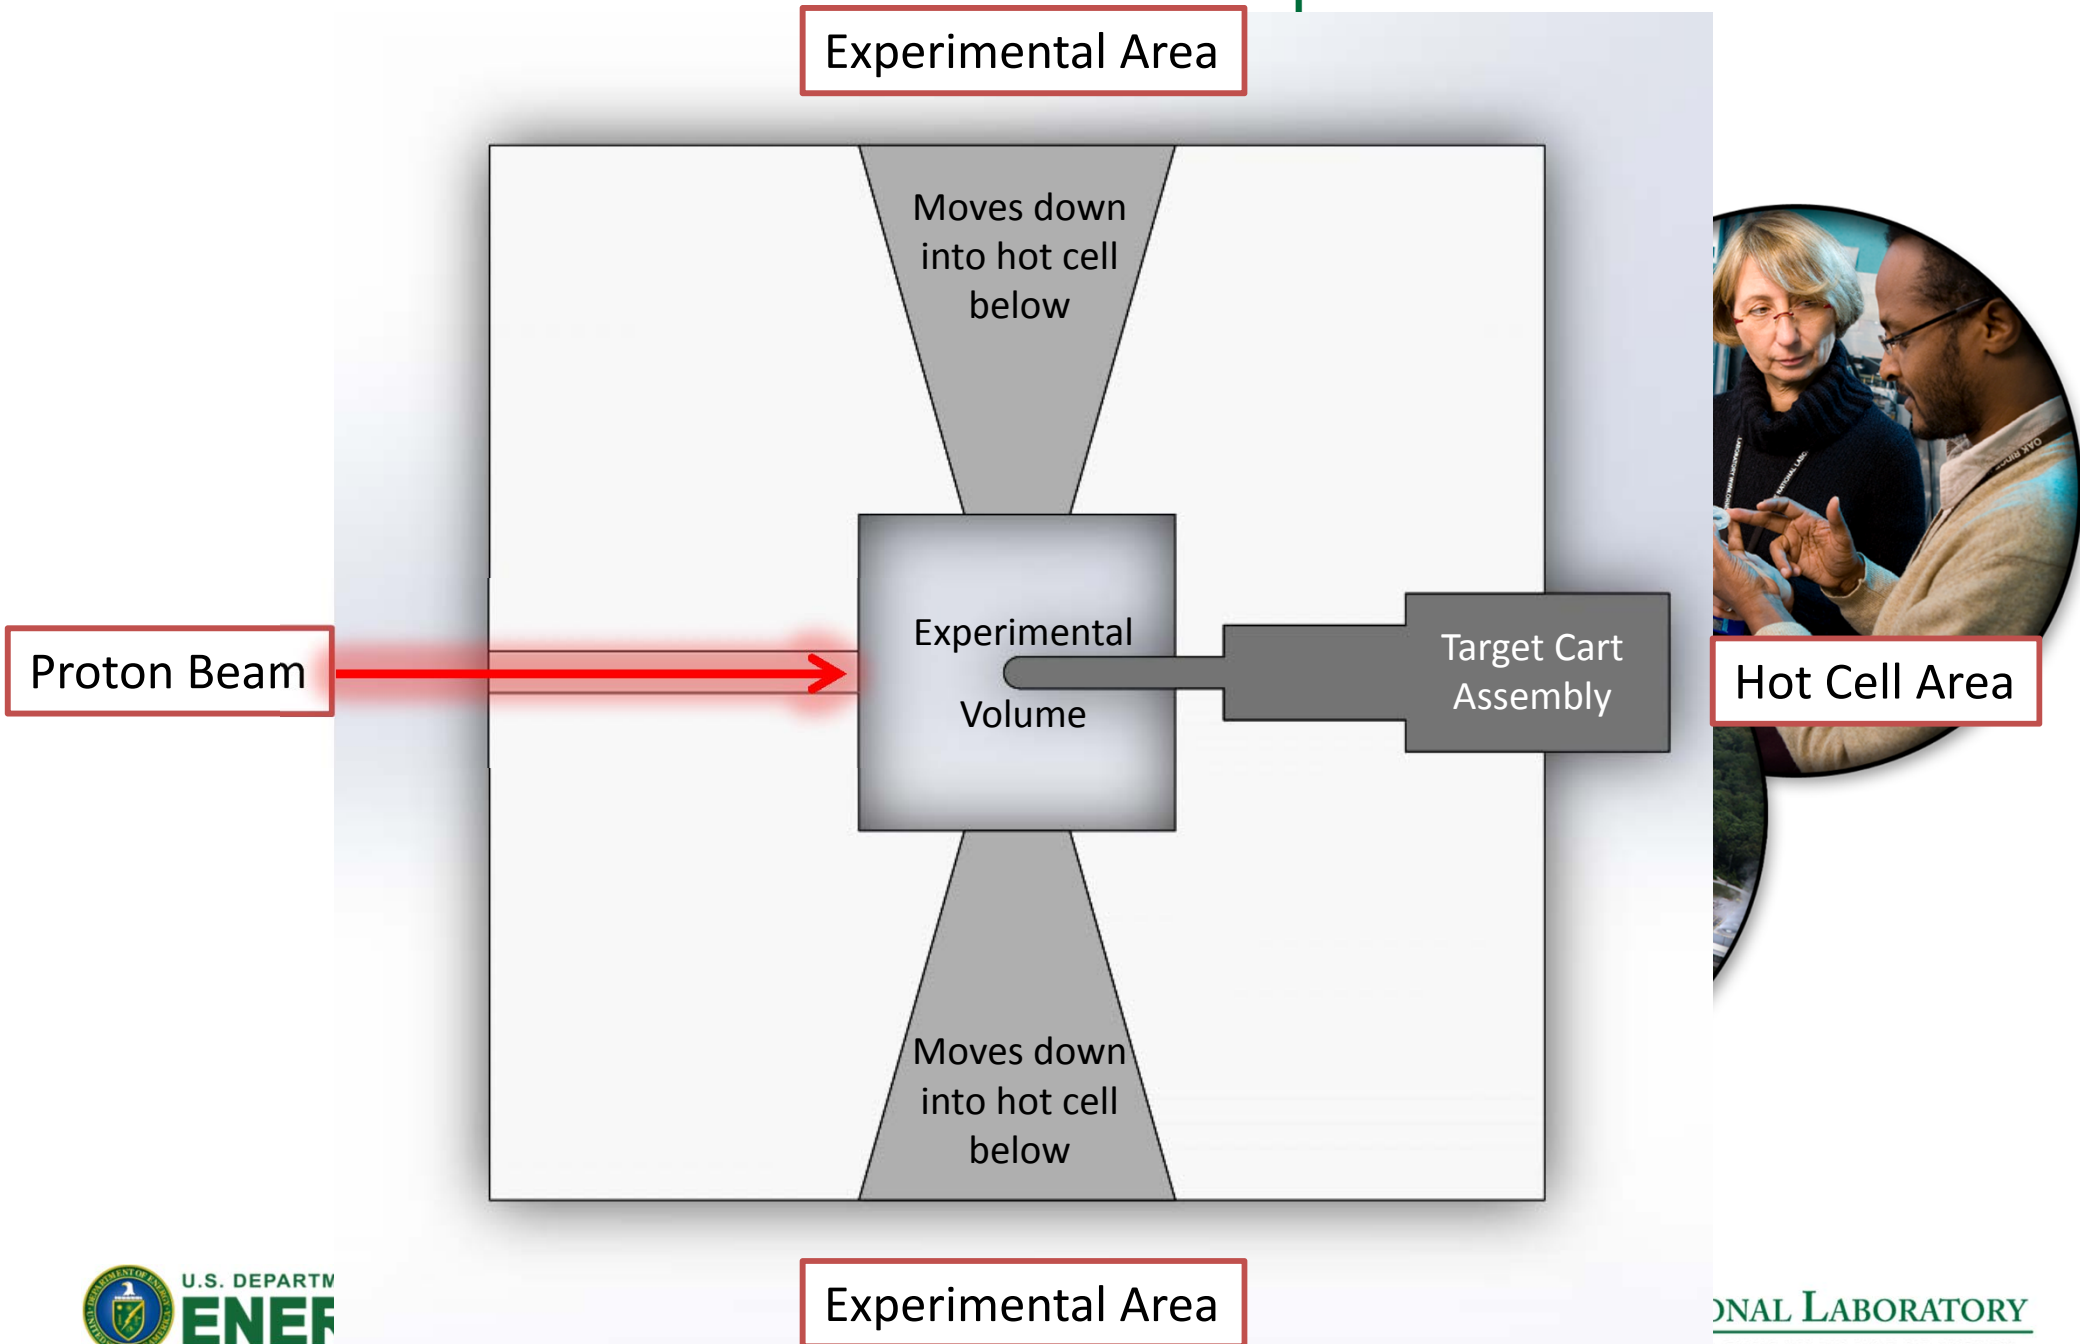 Experimental Area
Moves down
into hot cell
below
Experimental
Volume
Proton Beam
Target Cart
Assembly
Hot Cell Area
Moves down
into hot cell
below
Experimental Area
U.S. DEPARTM
ENER
ONAL LABORATORY